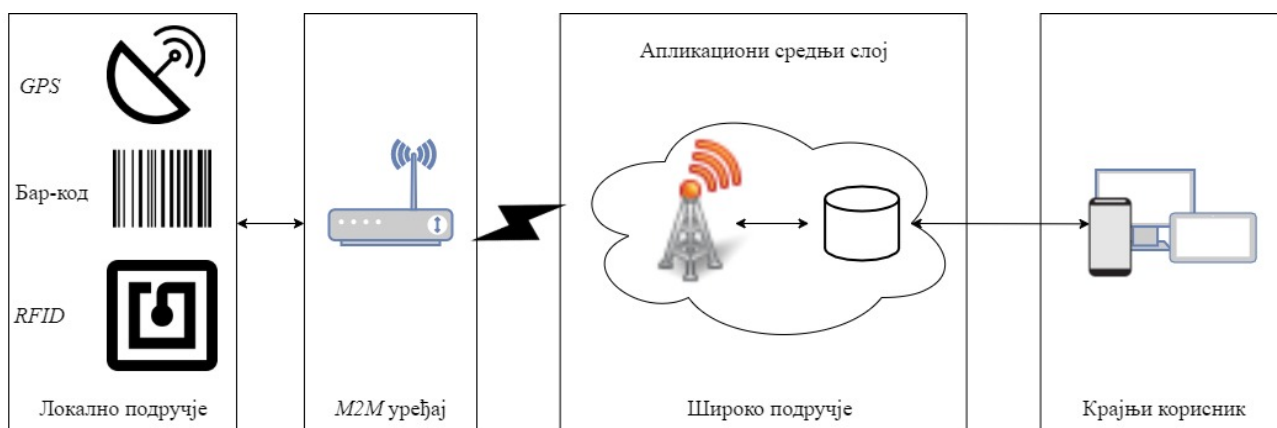 GPS
Бар-код
RFID
Локално подручје
M2M уређај
Апликациони средњи слој
Широко подручје
Крајњи корисник